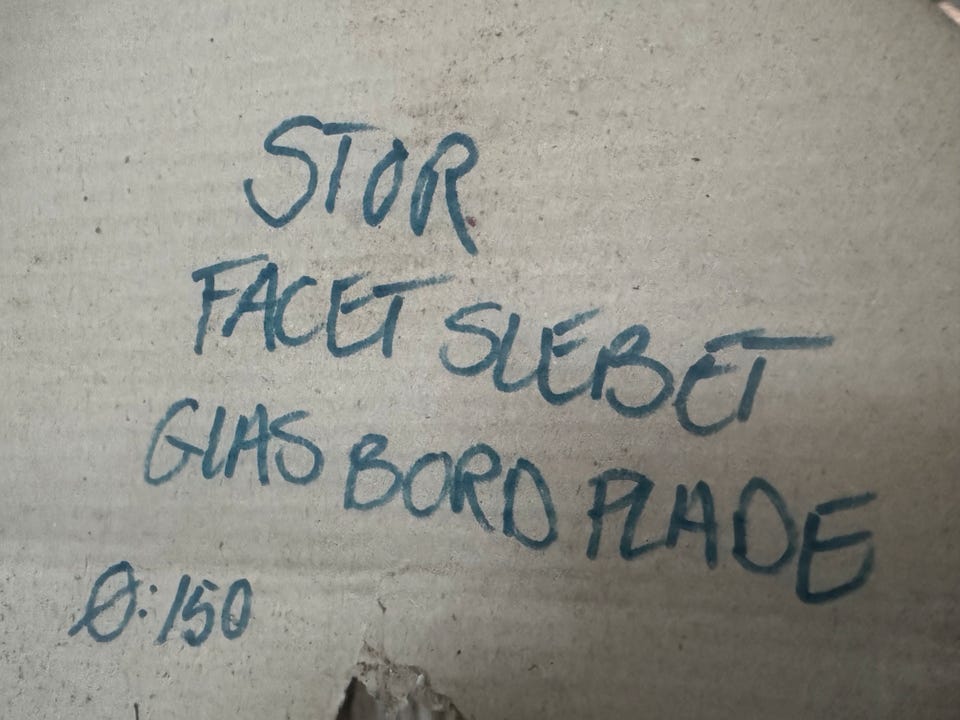 STOR
FACET SLEBET
GLAS BORD PLADE
Ø: 150